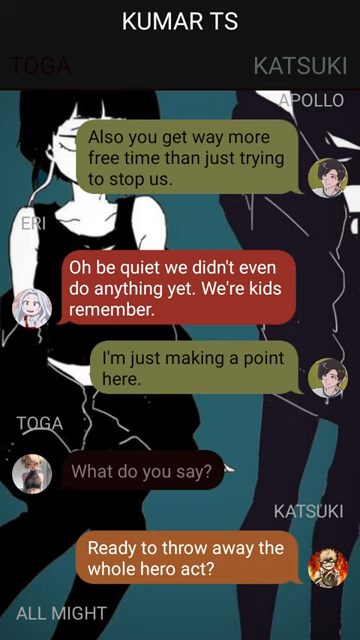 KUMAR TS
TOGA
KATSUKI
APOLLO
Also you get way more
free time than just trying
to stop us.
ERI
Oh be quiet we didn't even
do anything yet. We're kids
remember.
I'm just making a point
here.
TOGA
What do you say?
KATSUKI
Ready to throw away the
whole hero act?
ALL MIGHT